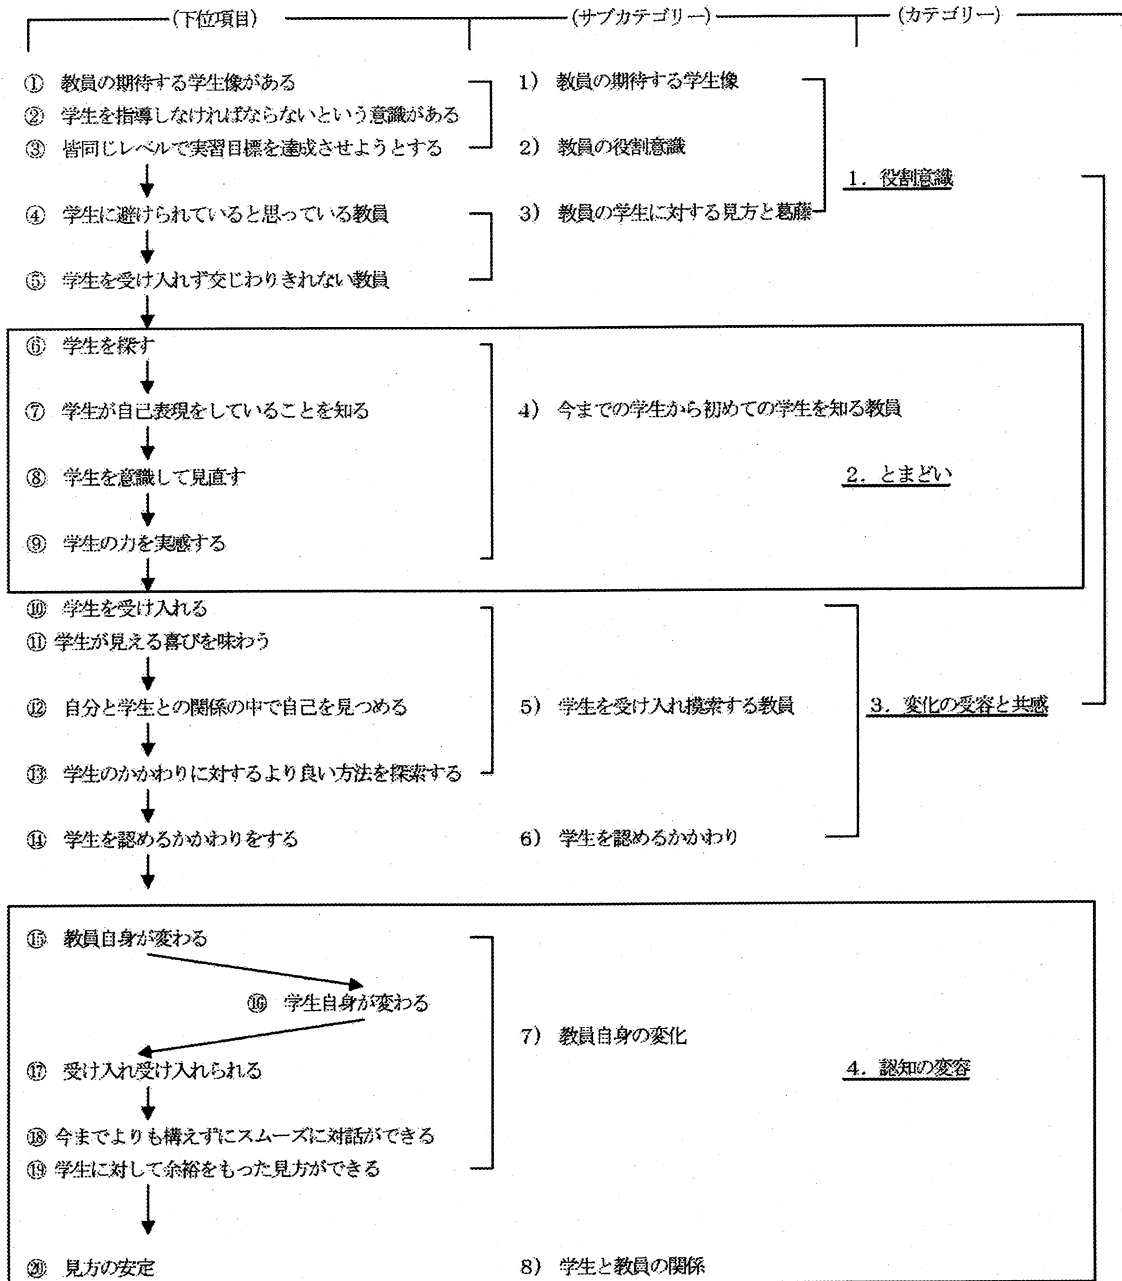 (下位項目) (サブカテゴリー) (カテゴリー)
① 教員の期待する学生像がある 1) 教員の期待する学生像
② 学生を指導しなければならないという意識がある
③ 皆同じレベルで実習目標を達成させようとする 2) 教員の役割意識
1. 役割意識
④ 学生に避けられていると思っている教員 3) 教員の学生に対する見方と葛藤
⑤ 学生を受け入れず交じわりきれない教員
⑥ 学生を探す
⑦ 学生が自己表現をしていることを知る 4) 今までの学生から初めての学生を知る教員
⑧ 学生を意識して見直す 2. とまどい
⑨ 学生の力を実感する
⑩ 学生を受け入れる
⑪ 学生が見える喜びを味わう
⑫ 自分と学生との関係の中で自己を見つめる 5) 学生を受け入れ摸索する教員 3. 変化の受容と共感
⑬ 学生のかかわりに対するより良い方法を探索する
⑭ 学生を認めるかかわりをする 6) 学生を認めるかかわり
⑮ 教員自身が変わる
⑯ 学生自身が変わる
7) 教員自身の変化
⑰ 受け入れ受け入れられる 4. 認知の変容
⑱ 今までよりも構えずにスムーズに対話ができる
⑲ 学生に対して余裕をもった見方ができる
⑳ 見方の安定 8) 学生と教員の関係